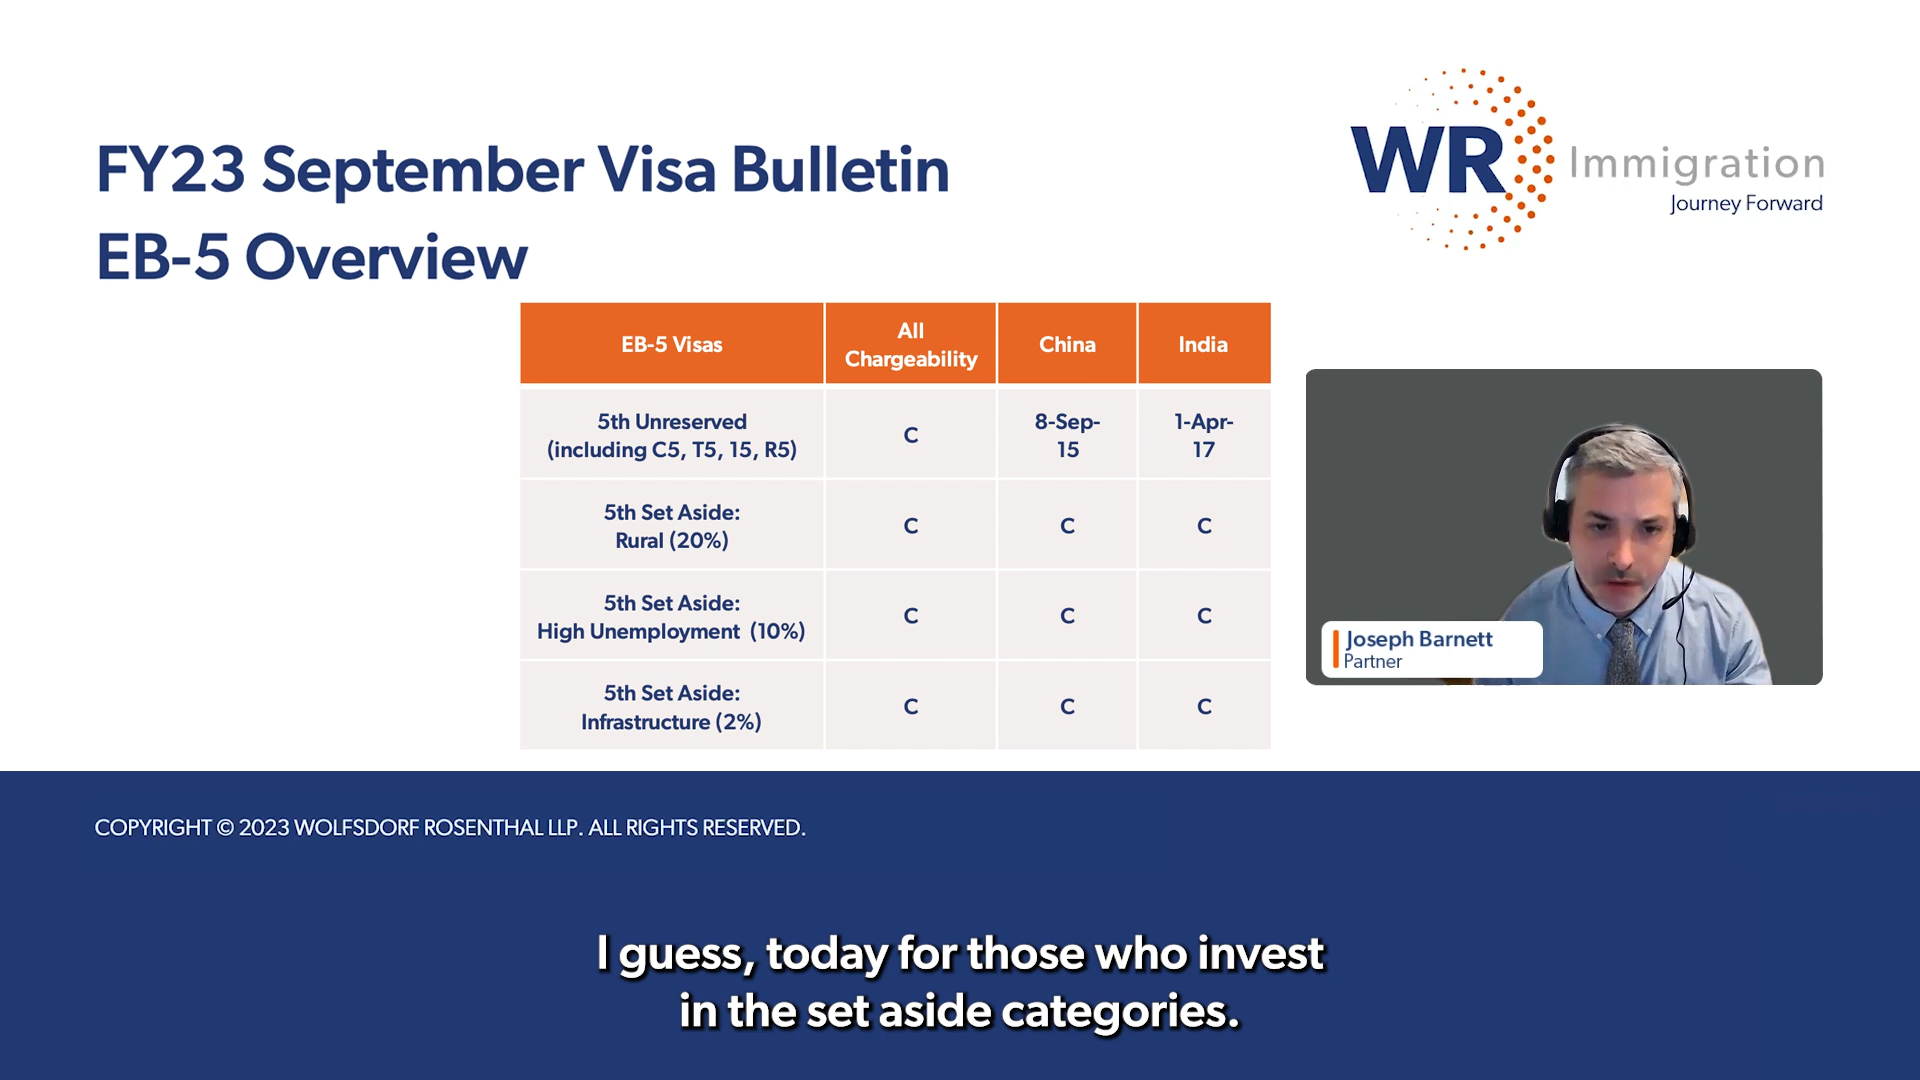 FY23 September Visa Bulletin
EB-5 Overview
WR Immigration
Journey Forward
EB-5 Visas
All
Chargeability
China
India
5th Unreserved
(including C5, T5, 15, R5)
C
8-Sep-
15
1-Apr-
17
5th Set Aside:
Rural (20%)
C
C
C
5th Set Aside:
High Unemployment (10%)
C
C
C
5th Set Aside:
Infrastructure (2%)
C
C
C
Joseph Barnett
Partner
COPYRIGHT © 2023 WOLFSDORF ROSENTHAL LLP. ALL RIGHTS RESERVED.
I guess, today for those who invest
in the set aside categories.